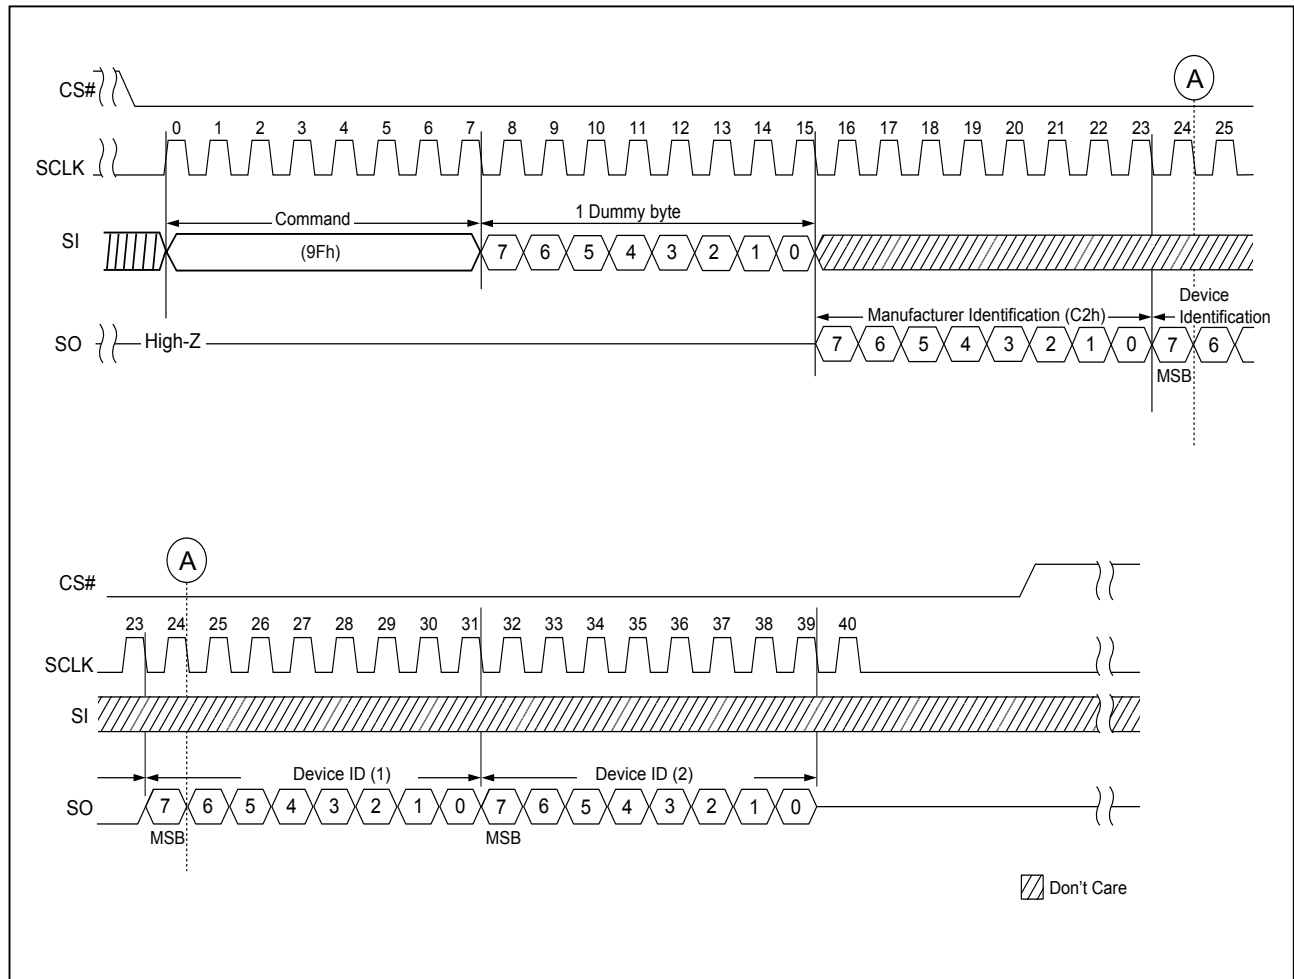 A
CS#
0 1 2 3 4 5 6 7 8 9 10 11 12 13 14 15 16 17 18 19 20 21 22 23 24 25
SCLK
Command 1 Dummy byte
SI (9Fh) 7 6 5 4 3 2 1 0
Device
Manufacturer Identification (C2h) Identification
SO High-Z 7 6 5 4 3 2 1 0 7 6
MSB
A
CS#
23 24 25 26 27 28 29 30 31 32 33 34 35 36 37 38 39 40
SCLK
SI
Device ID (1) Device ID (2)
SO 7 6 5 4 3 2 1 0 7 6 5 4 3 2 1 0
MSB MSB
Don't Care